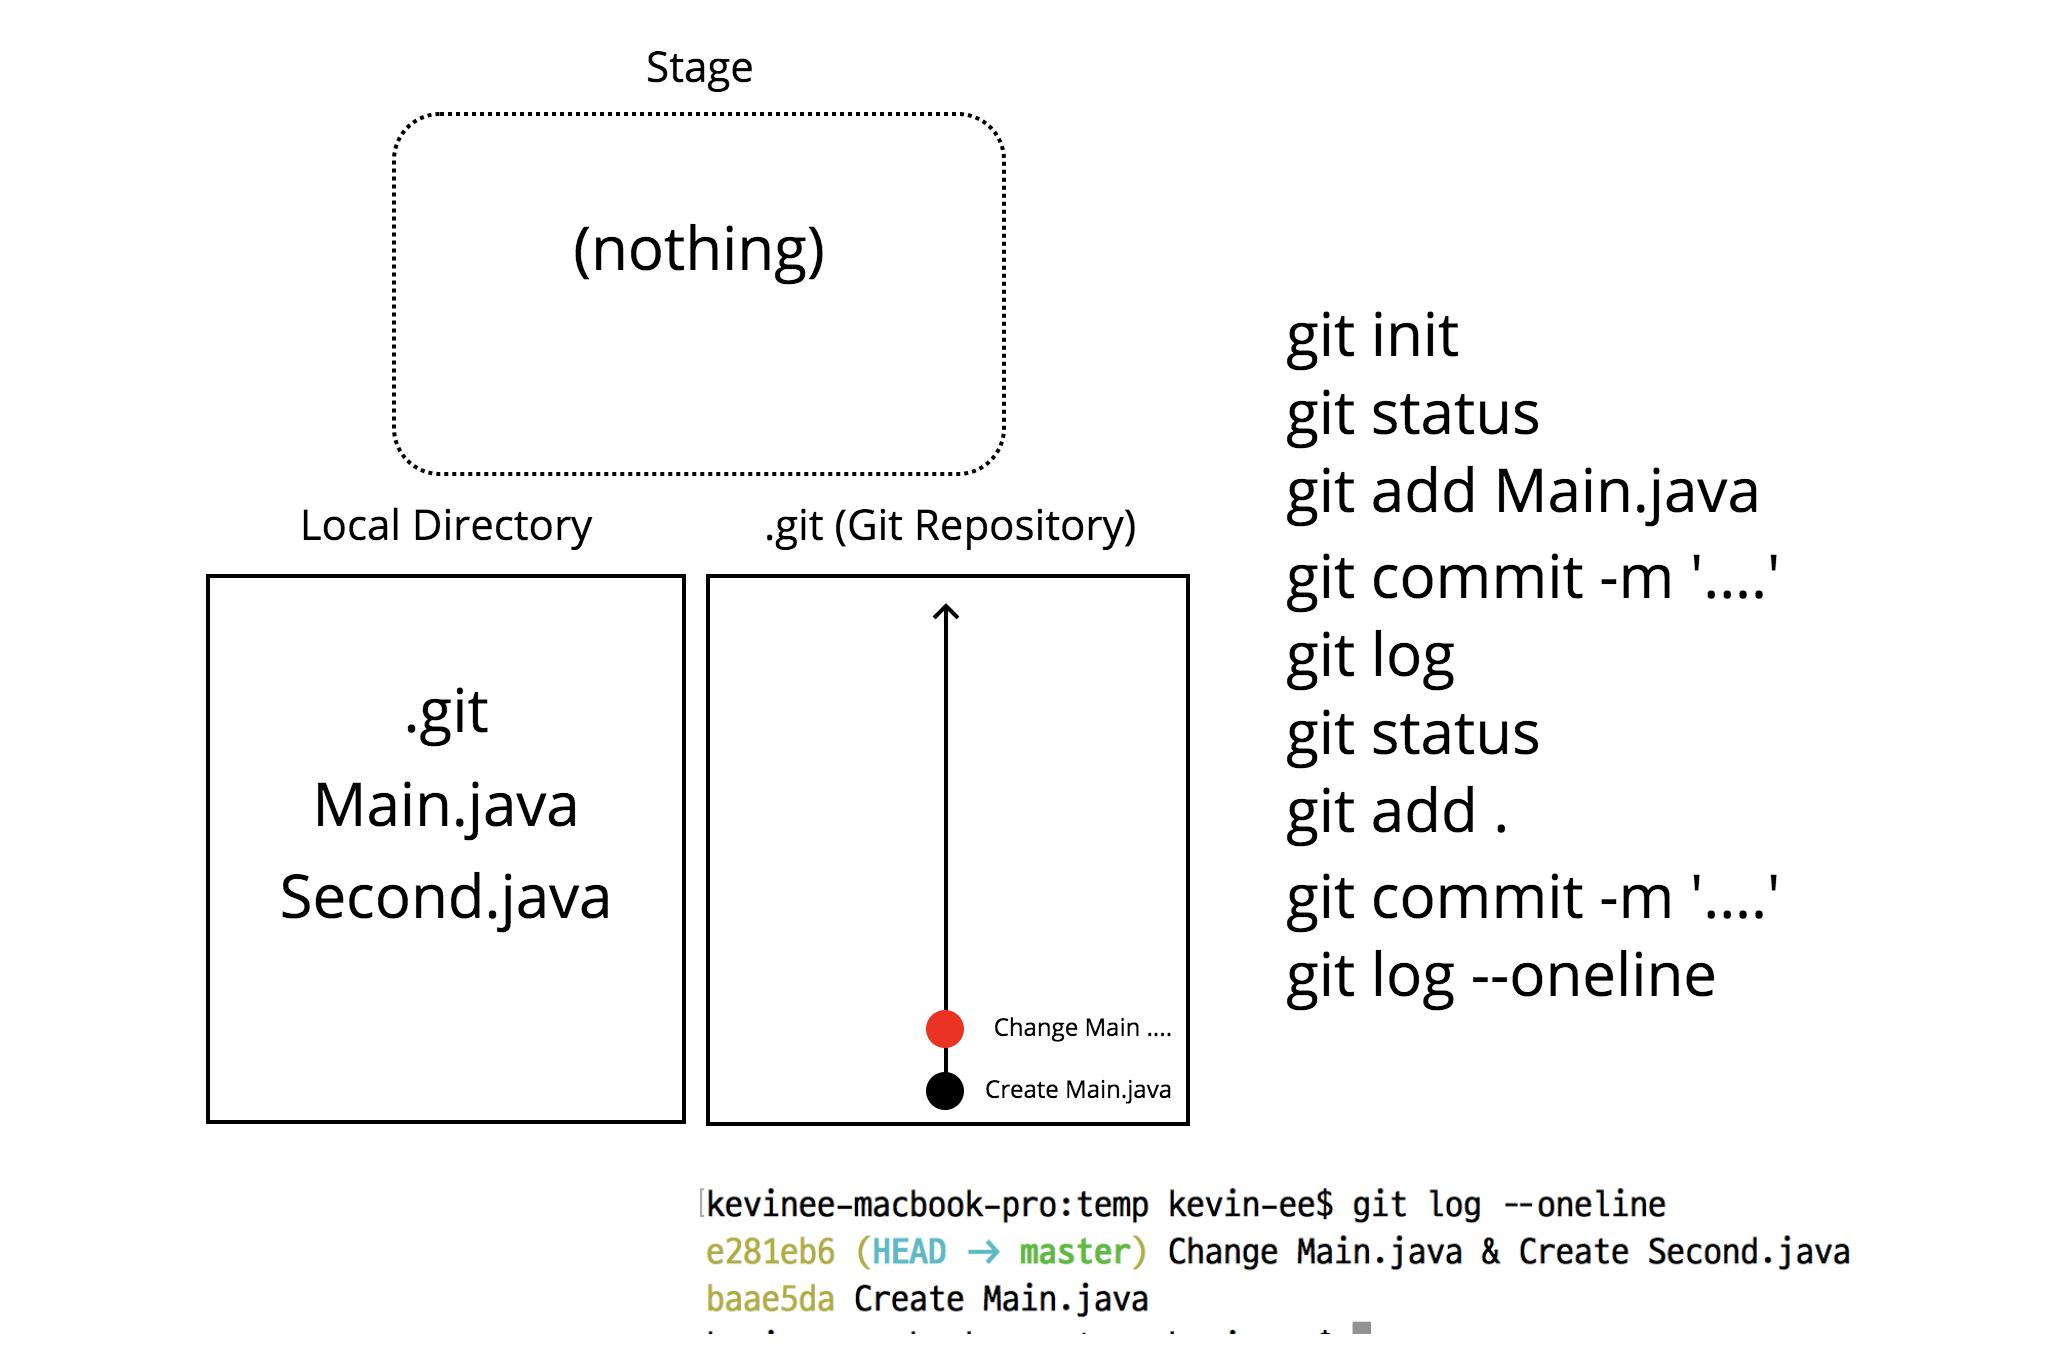 Stage
(nothing)
Local Directory
.git (Git Repository)
.git
Main.java
Second.java
Change Main ....
Create Main.java
git init
git status
git add Main.java
git commit -m '....'
git log
git status
git add .
git commit -m '....'
git log --oneline
[kevinee-macbook-pro:temp kevin-ee$ git log --oneline
e281eb6 (HEAD -> master) Change Main.java & Create Second.java
baae5da Create Main.java